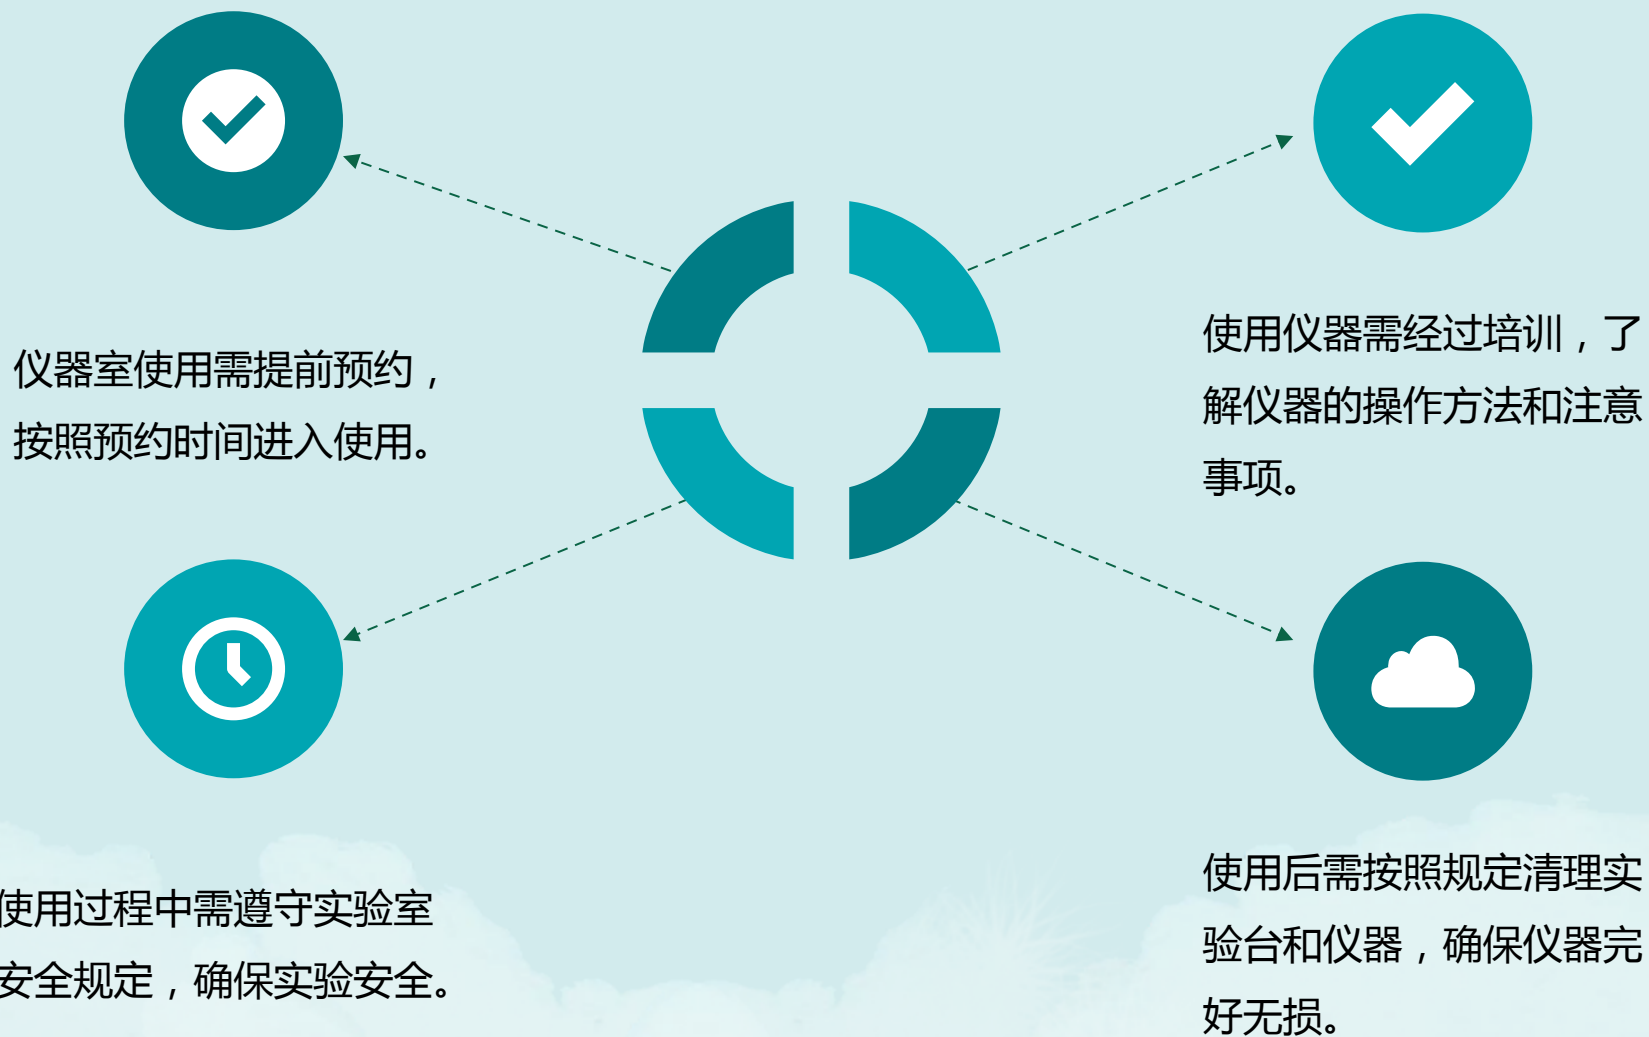 仪器室使用需提前预约，
按照预约时间进入使用。
使用仪器需经过培训，了
解仪器的操作方法和注意
事项。
使用过程中需遵守实验室
安全规定，确保实验安全。
使用后需按照规定清理实
验台和仪器，确保仪器完
好无损。